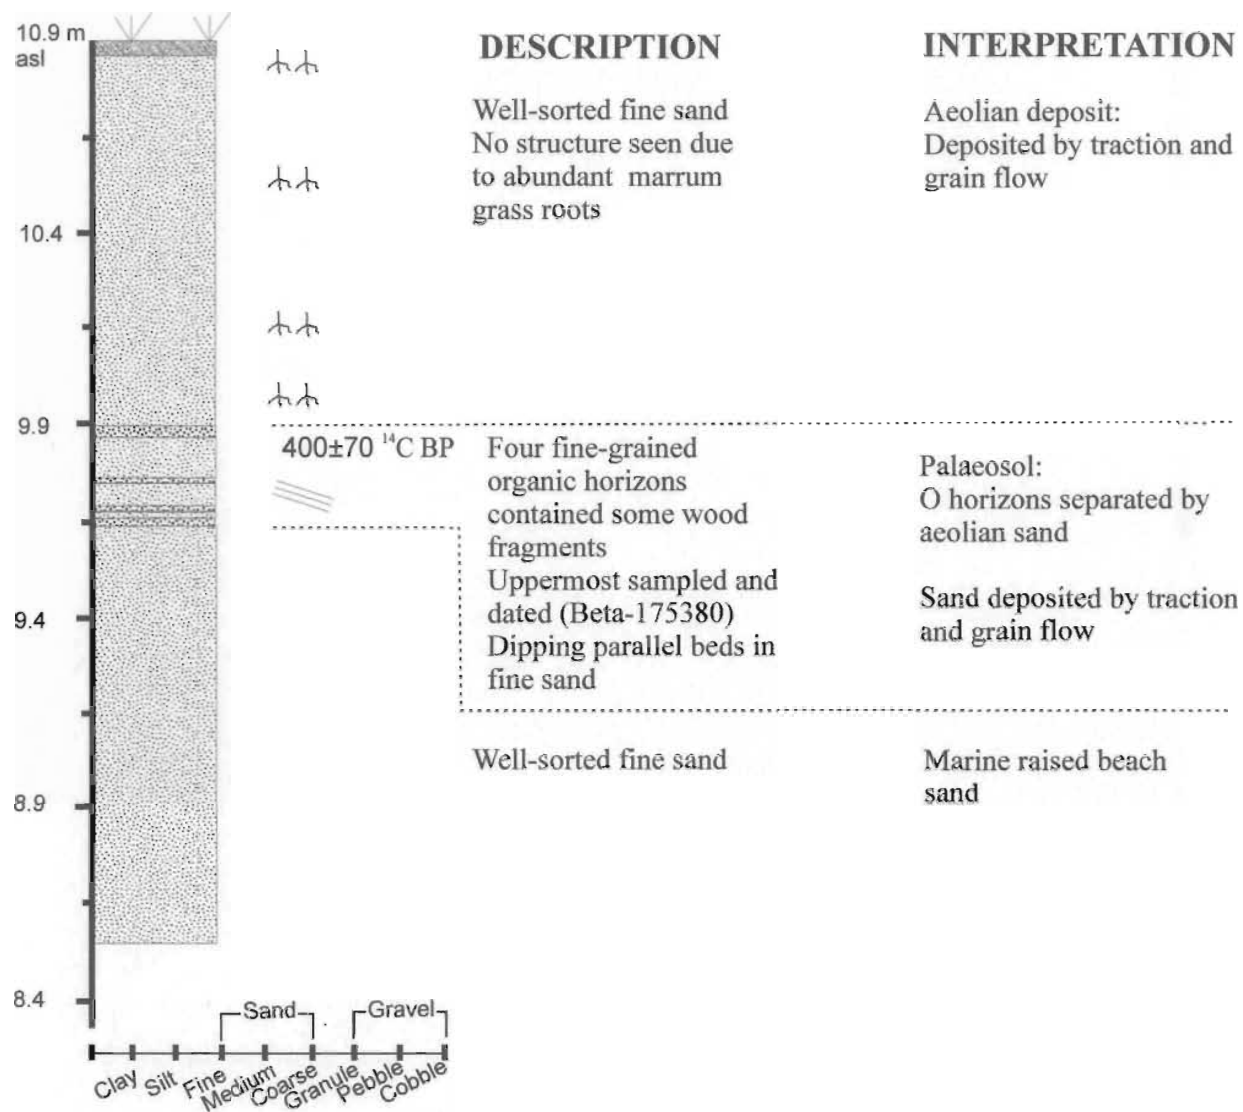 10.9 m
asl
10.4
9.9
9.4
8.9
8.4
DESCRIPTION
Well-sorted fine sand
No structure seen due
to abundant marrum
grass roots
400±70 ¹⁴C BP
Four fine-grained
organic horizons
contained some wood
fragments
Uppermost sampled and
dated (Beta-175380)
Dipping parallel beds in
fine sand
Well-sorted fine sand
INTERPRETATION
Aeolian deposit:
Deposited by traction and
grain flow
Palaeosol:
O horizons separated by
aeolian sand
Sand deposited by traction
and grain flow
Marine raised beach
sand
Sand
Gravel
Clay
Silt
Fine
Medium
Coarse
Granule
Pebble
Cobble